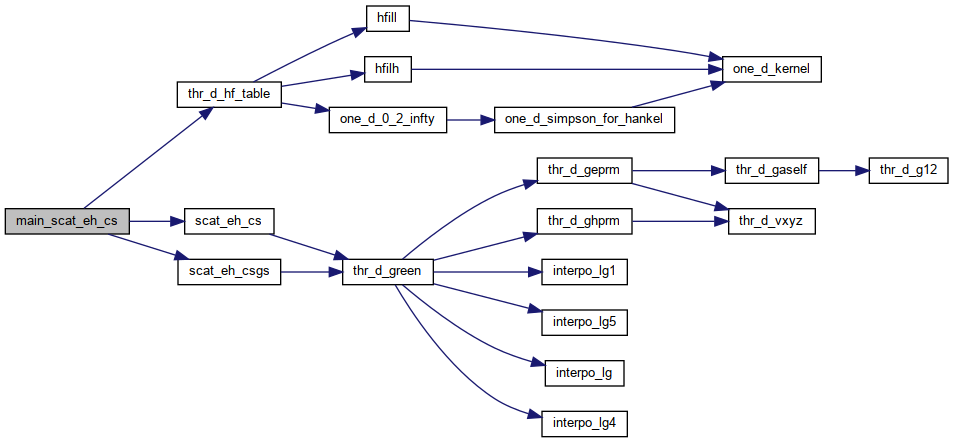 main_scat_eh_cs
thr_d_hf_table
scat_eh_cs
scat_eh_csgs
hfill
hfilh
one_d_0_2_infty
thr_d_green
one_d_simpson_for_hankel
one_d_kernel
thr_d_geprm
thr_d_ghprm
interpo_lg1
interpo_lg5
interpo_lg
interpo_lg4
thr_d_gaself
thr_d_vxyz
thr_d_g12